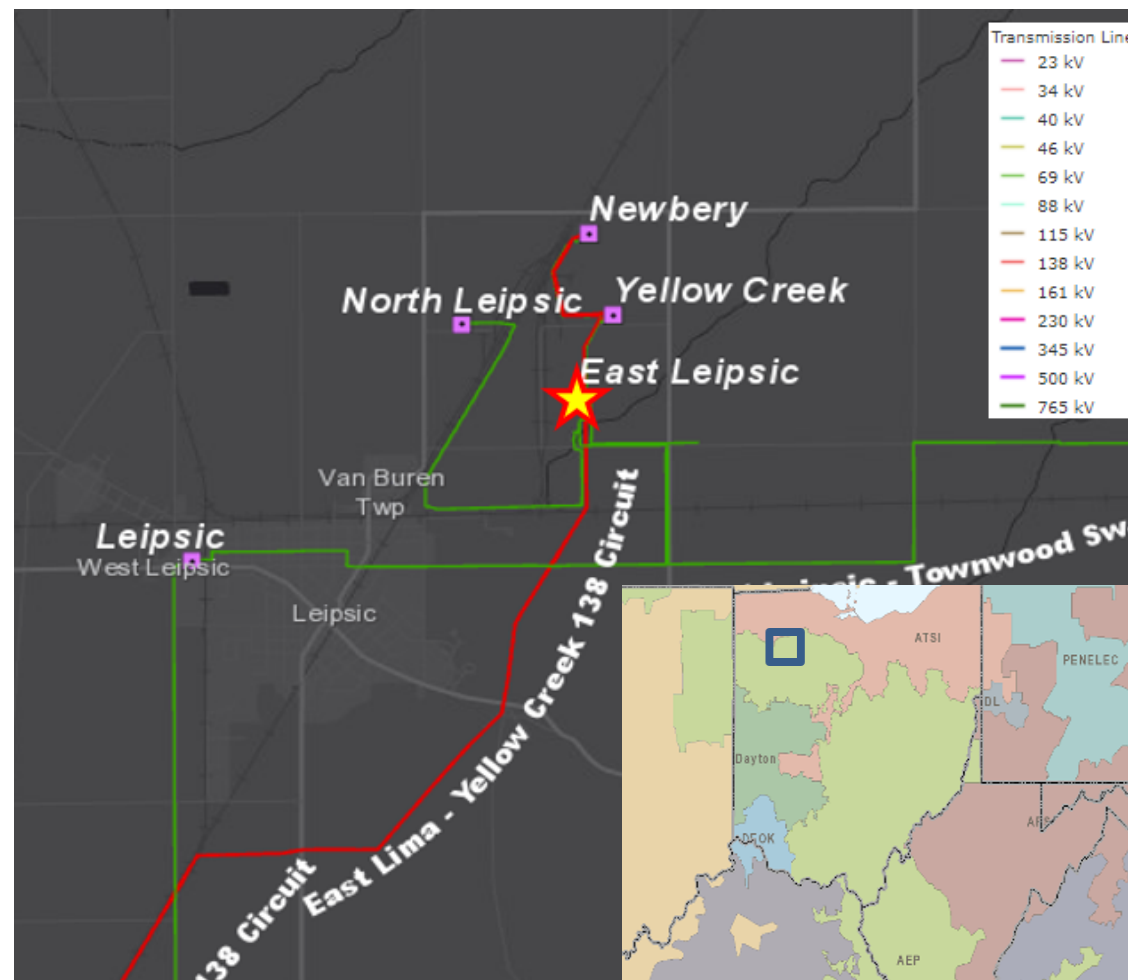 Transmission Line
23 kV
34 kV
40 kV
46 kV
69 kV
88 kV
115 kV
138 kV
161 kV
230 kV
345 kV
500 kV
765 kV
Newbery
Yellow Creek
North Leipsic
East Leipsic
Van Buren
Twp
Leipsic
West Leipsic
Leipsic
East Lima - Yellow Creek 138 Circuit
138 Circuit
- Townwood Sw
ATSI
PENELEC
DL
Dayton
DEOK
APS
AEP